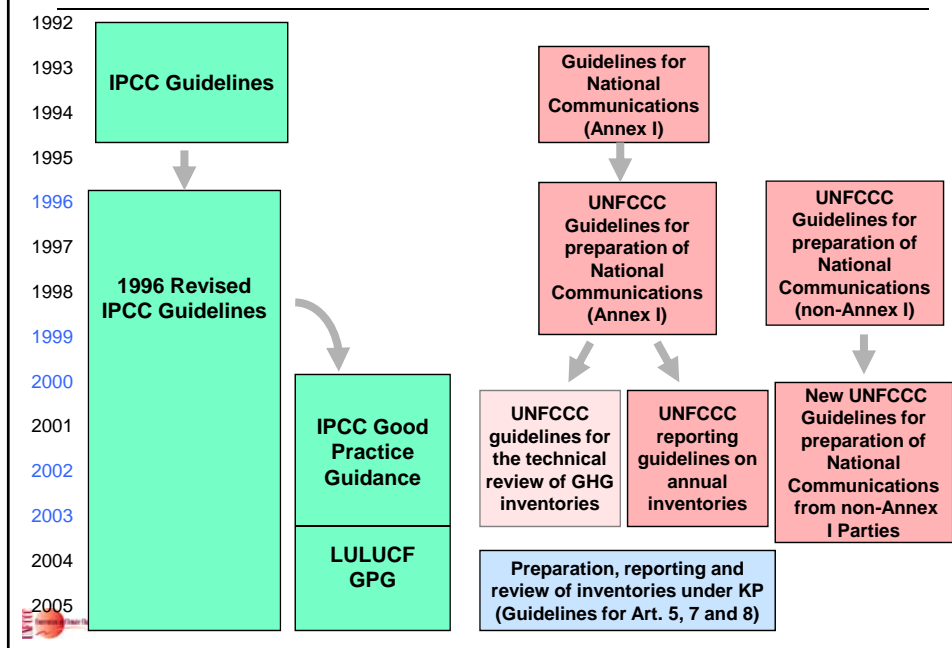 1992
1993
1994
1995
1996
1997
1998
1999
2000
2001
2002
2003
2004
2005
IPCC Guidelines
1996 Revised
IPCC Guidelines
IPCC Good
Practice
Guidance
LULUCF
GPG
Guidelines for
National
Communications
(Annex I)
UNFCCC
Guidelines for
preparation of
National
Communications
(Annex I)
UNFCCC
Guidelines for
preparation of
National
Communications
(non-Annex I)
UNFCCC
guidelines for
the technical
review of GHG
inventories
UNFCCC
reporting
guidelines on
annual
inventories
New UNFCCC
Guidelines for
preparation of
National
Communications
from non-Annex
I Parties
Preparation, reporting and
review of inventories under KP
(Guidelines for Art. 5, 7 and 8)